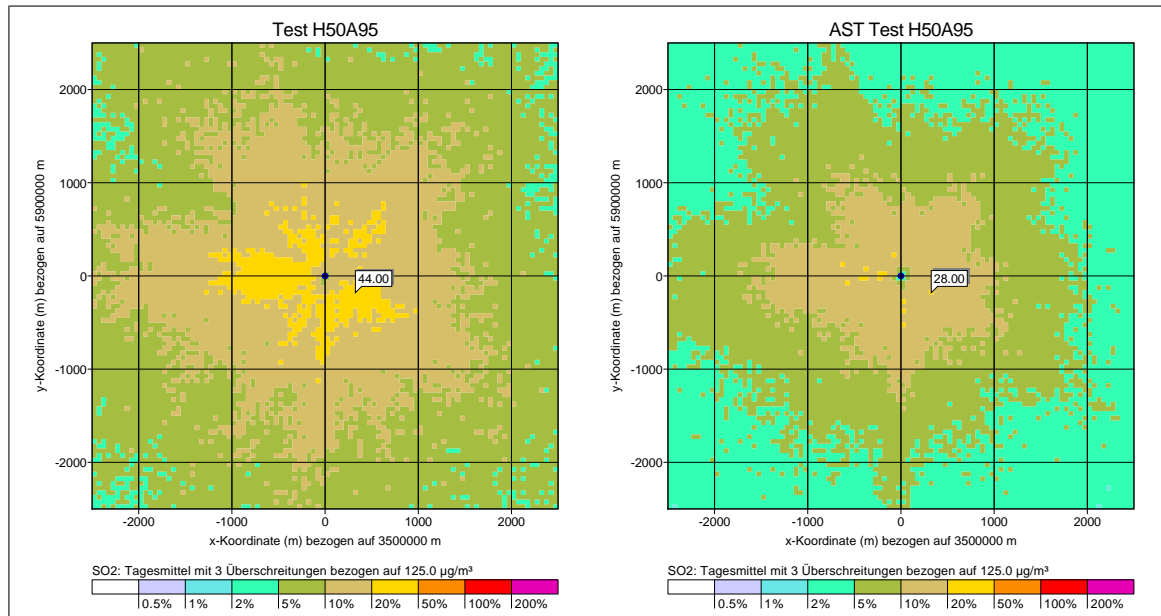 Test H50A95
AST Test H50A95
y-Koordinate (m) bezogen auf 5900000 m
2000
1000
0
-1000
-2000
44.00
-2000 -1000 0 1000 2000
x-Koordinate (m) bezogen auf 3500000 m
SO2: Tagesmittel mit 3 Überschreitungen bezogen auf 125.0 µg/m³
0.5% 1% 2% 5% 10% 20% 50% 100% 200%
y-Koordinate (m) bezogen auf 5900000 m
2000
1000
0
-1000
-2000
28.00
-2000 -1000 0 1000 2000
x-Koordinate (m) bezogen auf 3500000 m
SO2: Tagesmittel mit 3 Überschreitungen bezogen auf 125.0 µg/m³
0.5% 1% 2% 5% 10% 20% 50% 100% 200%